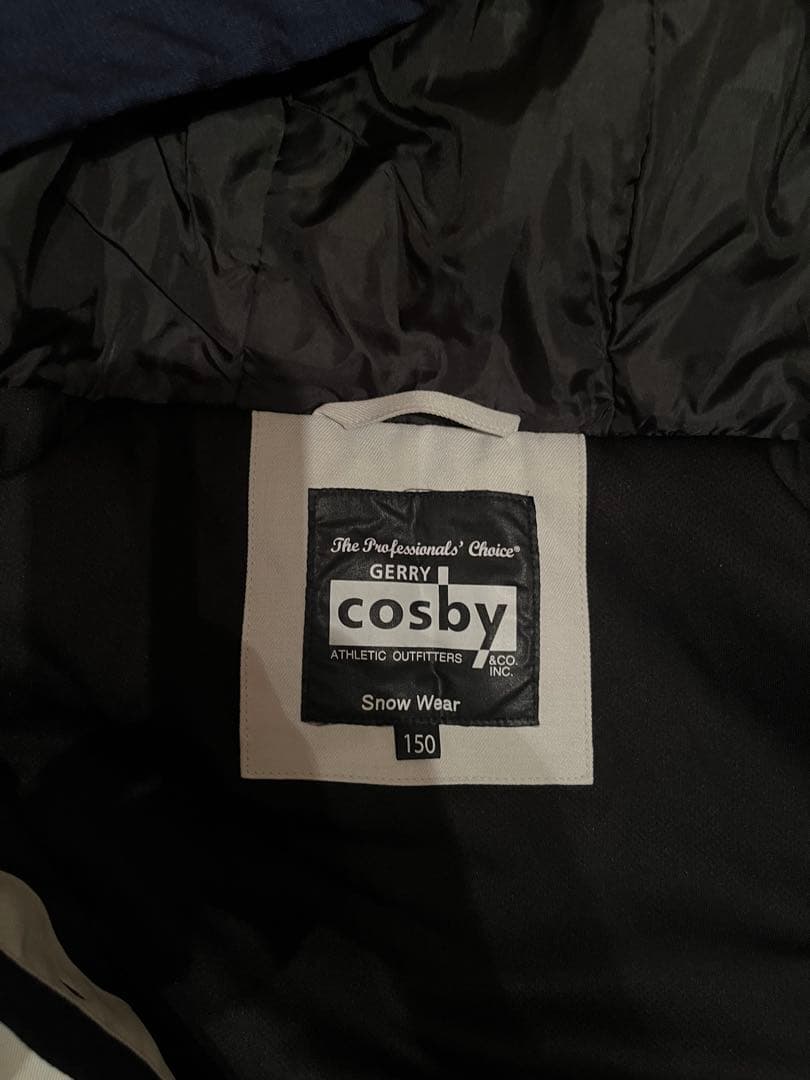 The Professionals' Choice®
GERRY
cosby
ATHLETIC OUTFITTERS &CO. INC.
Snow Wear
150